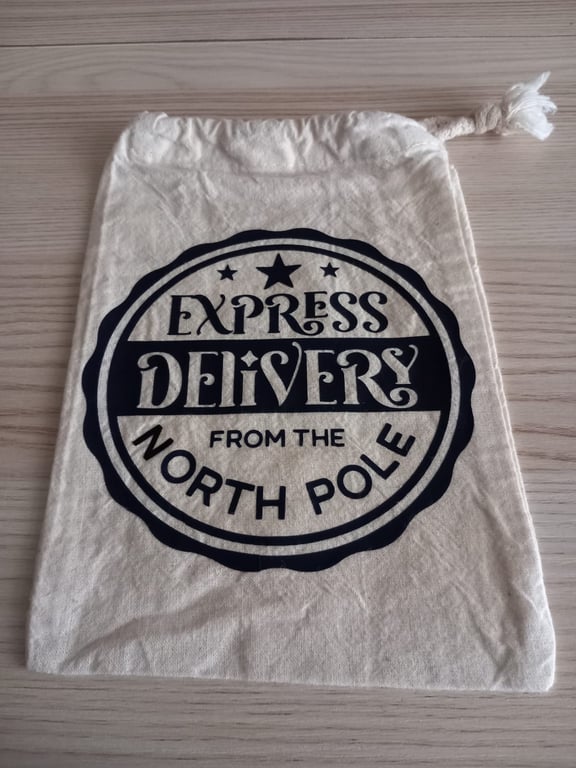 EXPRESS
DELIVERY
FROM THE
NORTH POLE